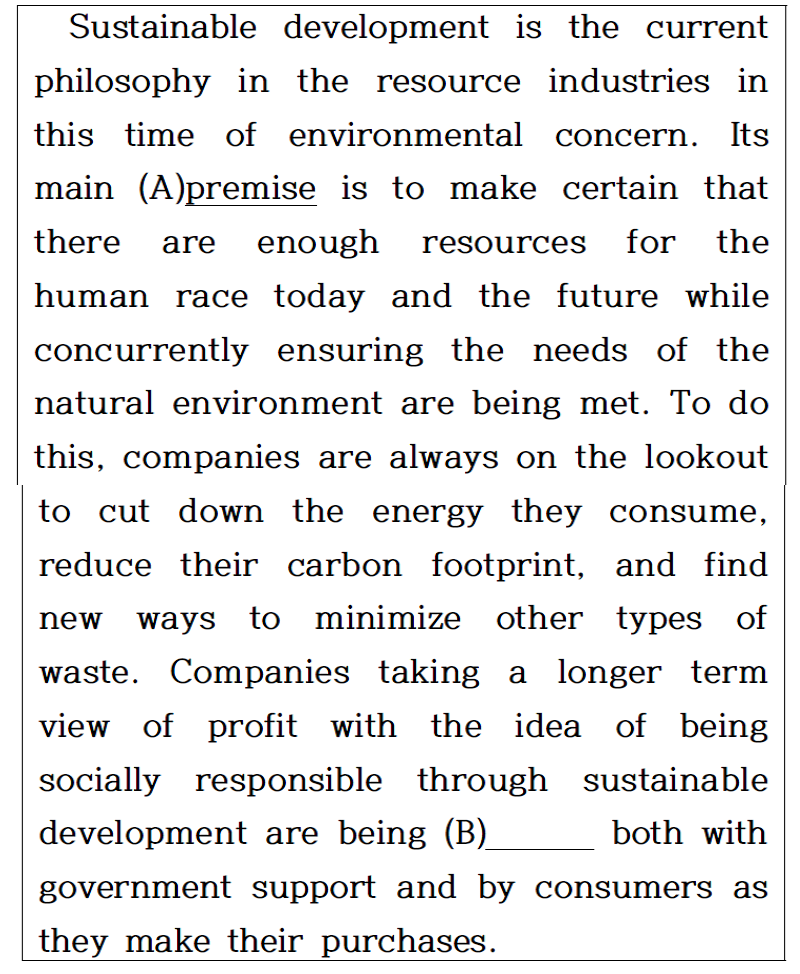 Sustainable development is the current
philosophy in the resource industries in
this time of environmental concern. Its
main (A)premise is to make certain that
there are enough resources for the
human race today and the future while
concurrently ensuring the needs of the
natural environment are being met. To do
this, companies are always on the lookout
to cut down the energy they consume,
reduce their carbon footprint, and find
new ways to minimize other types of
waste. Companies taking a longer term
view of profit with the idea of being
socially responsible through sustainable
development are being (B)______ both with
government support and by consumers as
they make their purchases.